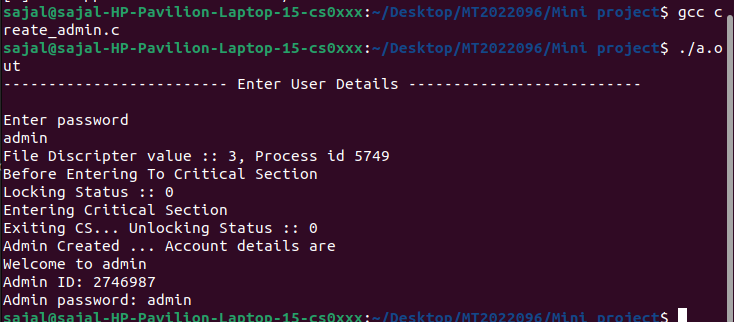 sajal@sajal-HP-Pavilion-Laptop-15-cs0xxx:~/Desktop/MT2022096/Mini project$ gcc c
reate_admin.c
sajal@sajal-HP-Pavilion-Laptop-15-cs0xxx:~/Desktop/MT2022096/Mini project$ ./a.o
ut
------------------------- Enter User Details --------------------------
Enter password
admin
File Discripter value :: 3, Process id 5749
Before Entering To Critical Section
Locking Status :: 0
Entering Critical Section
Exiting CS... Unlocking Status :: 0
Admin Created ... Account details are
Welcome to admin
Admin ID: 2746987
Admin password: admin
sajal@sajal-HP-Pavilion-Laptop-15-cs0xxx:~/Desktop/MT2022096/Mini project$